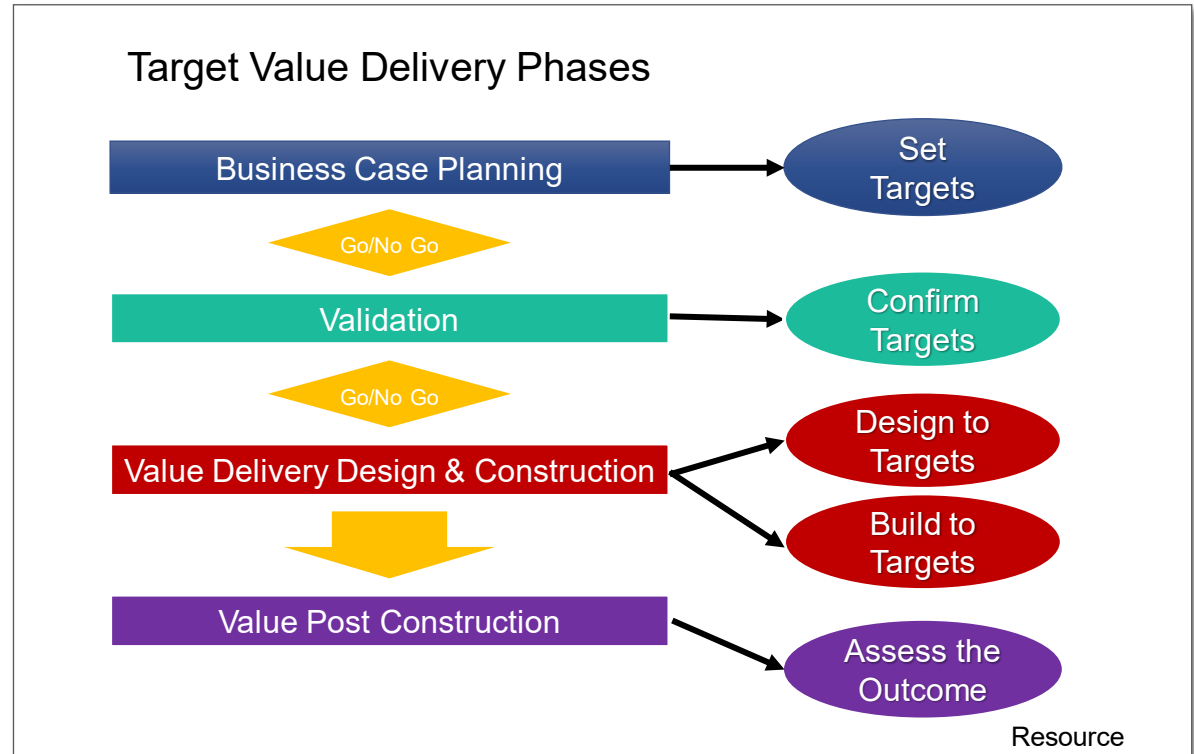 Target Value Delivery Phases
Business Case Planning
Set
Targets
Go/No Go
Validation
Confirm
Targets
Go/No Go
Value Delivery Design & Construction
Design to
Targets
Build to
Targets
Value Post Construction
Assess the
Outcome
Resource